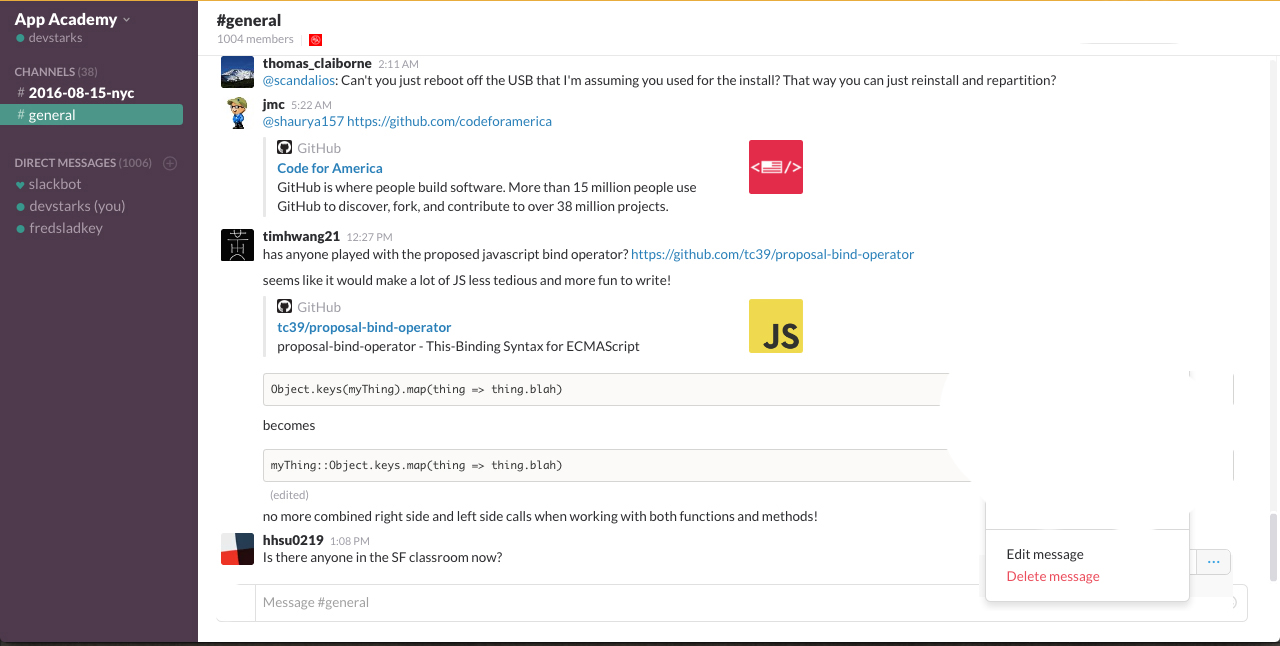 App Academy
devstarks
CHANNELS (38)
# 2016-08-15-nyc
# general
DIRECT MESSAGES (1006)
slackbot
devstarks (you)
fredsladkey
#general
1004 members
thomas_claiborne 2:11 AM
@scandalios: Can't you just reboot off the USB that I'm assuming you used for the install? That way you can just reinstall and repartition?
jmc 5:22 AM
@shaurya157 https://github.com/codeforamerica
GitHub
Code for America
GitHub is where people build software. More than 15 million people use
GitHub to discover, fork, and contribute to over 38 million projects.
</>
timhwang21 12:27 PM
has anyone played with the proposed javascript bind operator? https://github.com/tc39/proposal-bind-operator
seems like it would make a lot of JS less tedious and more fun to write!
GitHub
tc39/proposal-bind-operator
proposal-bind-operator - This-Binding Syntax for ECMAScript
JS
Object.keys(myThing).map(thing => thing.blah)
becomes
myThing::Object.keys.map(thing => thing.blah)
(edited)
no more combined right side and left side calls when working with both functions and methods!
hhsu0219 1:08 PM
Is there anyone in the SF classroom now?
Edit message
Delete message
...
Message #general